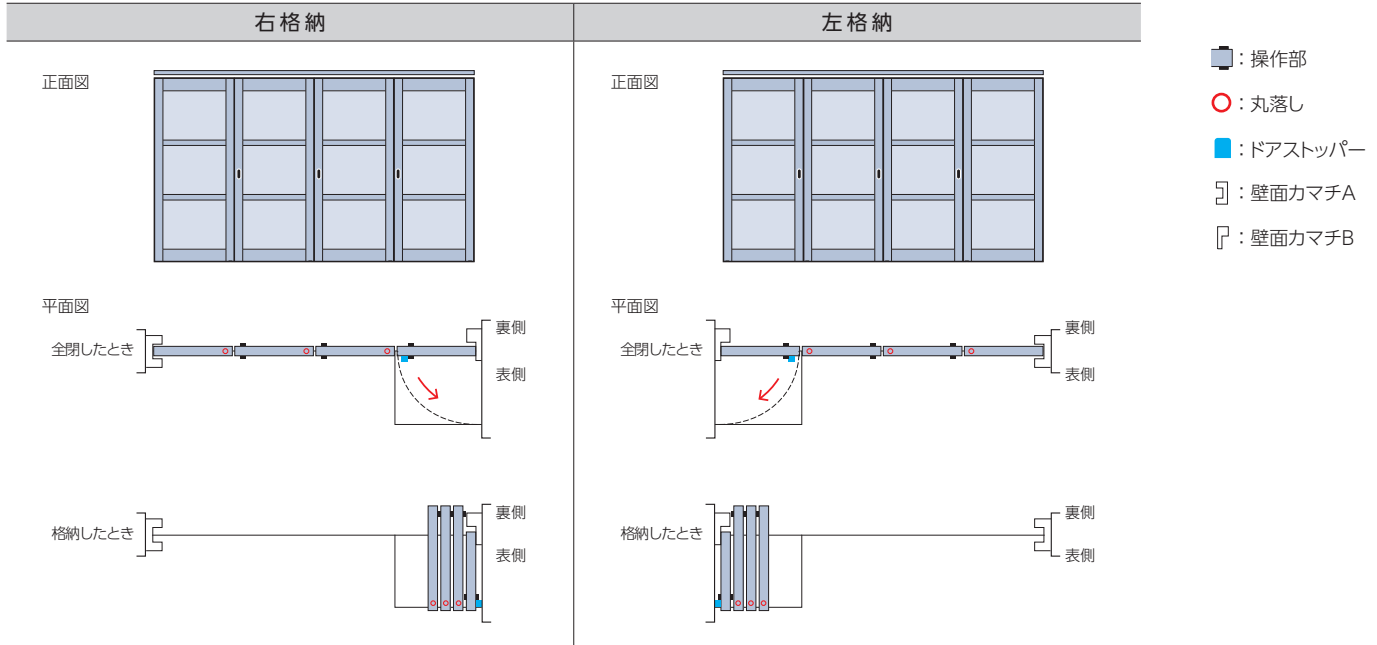 右格納
左格納
正面図
正面図
：操作部
：丸落し
：ドアストッパー
：壁面カマチA
：壁面カマチB
平面図
全閉したとき
裏側
表側
平面図
全閉したとき
裏側
表側
格納したとき
裏側
表側
格納したとき
裏側
表側